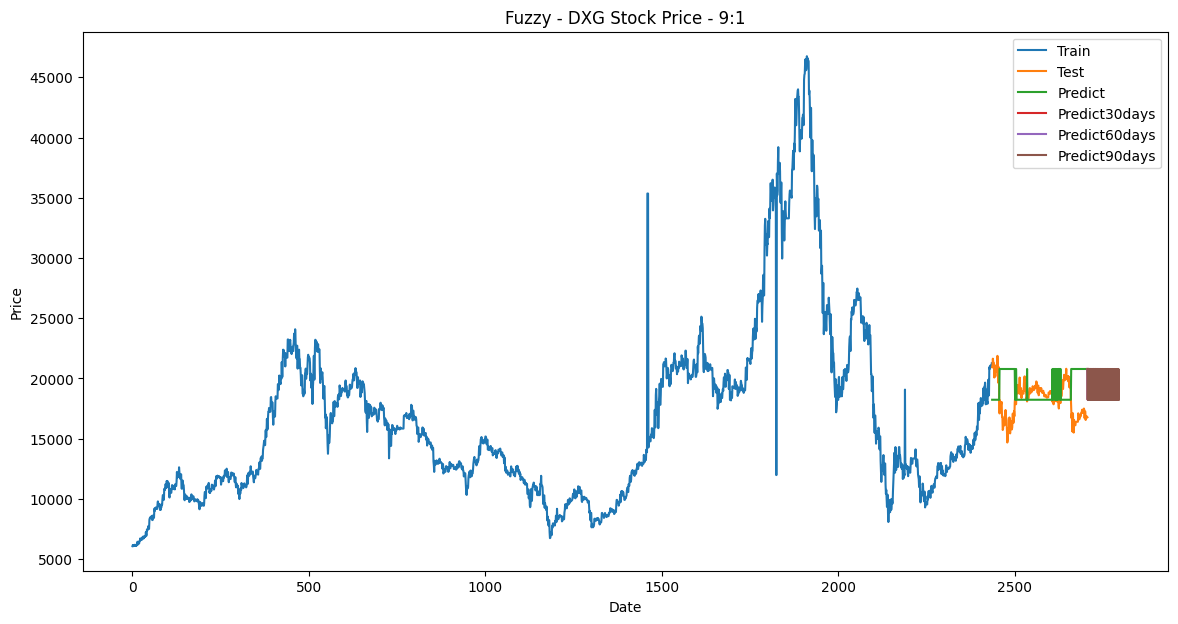 Fuzzy - DXG Stock Price - 9:1
Train
Test
Predict
Predict30days
Predict60days
Predict90days
Price
45000
40000
35000
30000
25000
20000
15000
10000
5000
0
500
1000
1500
2000
2500
Date